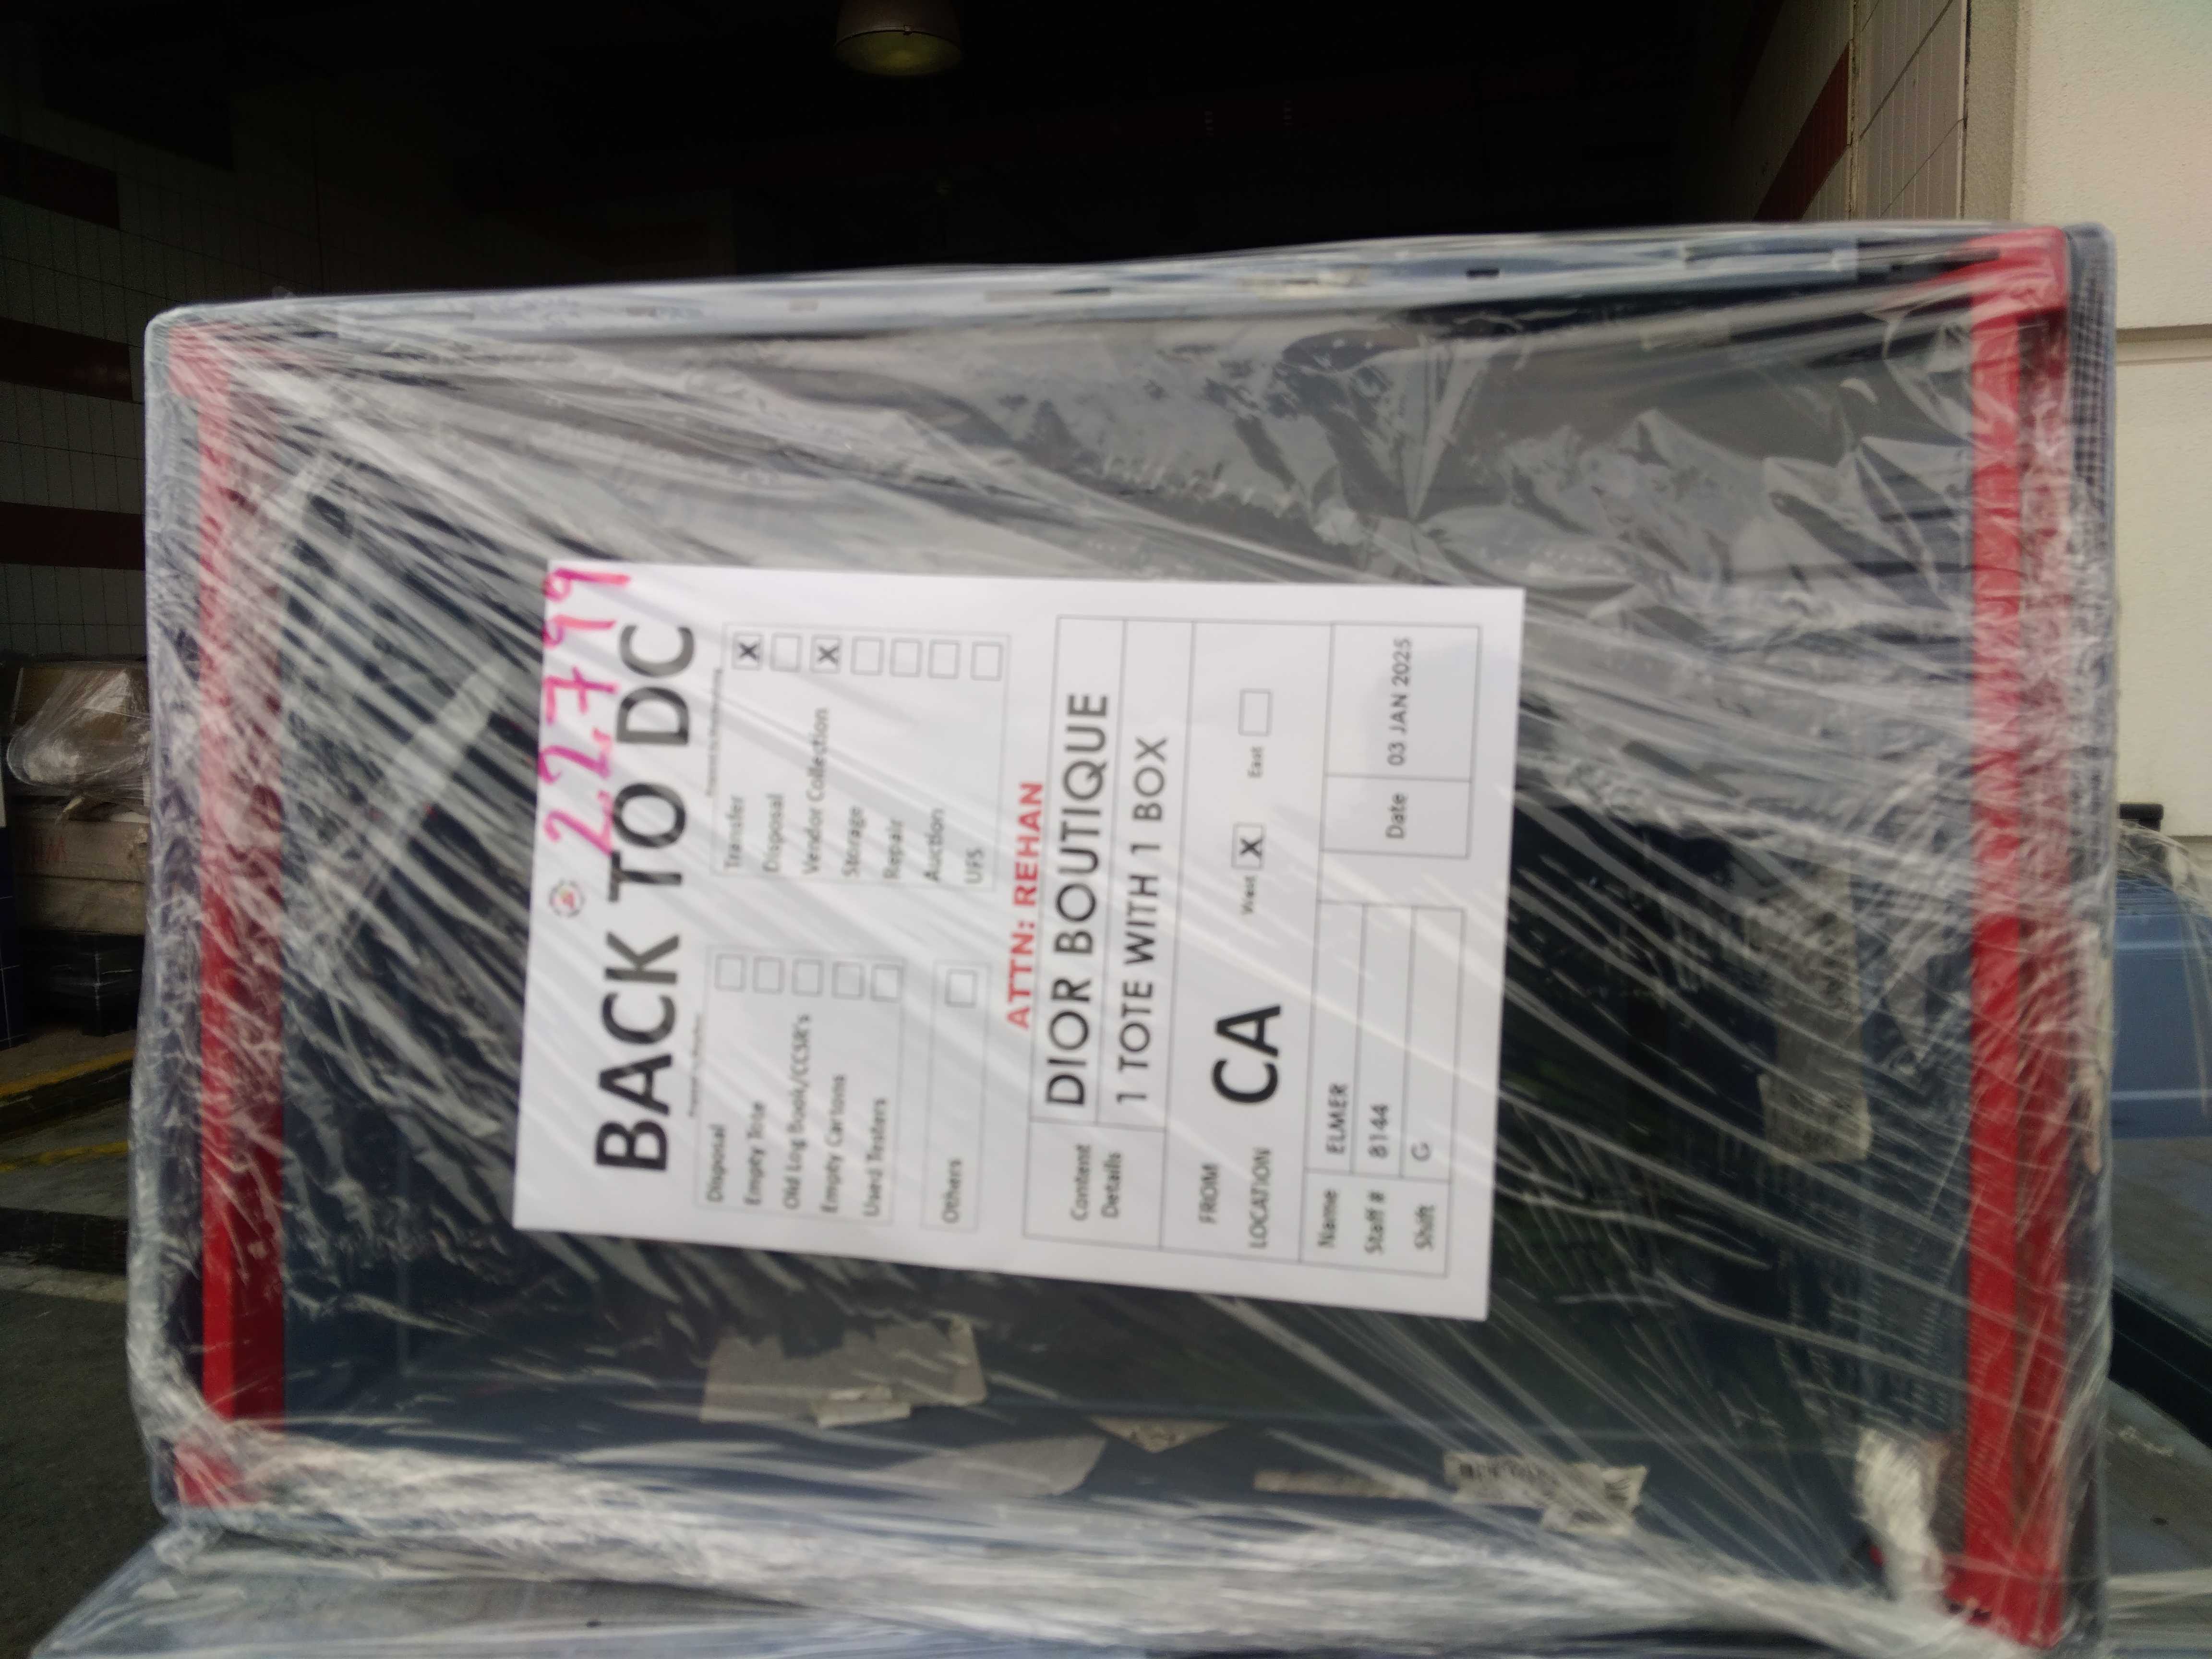 22799
BACK TO DC
Disposal
Empty Tote
Old Log Book/CCSR's
Empty Cartons
Used Testers
Others
Transfer X
Disposal
Vendor Collection X
Storage
Repair
Auction
UFS
ATTN: REHAN
Content Details
DIOR BOUTIQUE
1 TOTE WITH 1 BOX
FROM LOCATION
CA
West X East
Name ELMER
Staff # 8144
Shift G
Date 03 JAN 2025